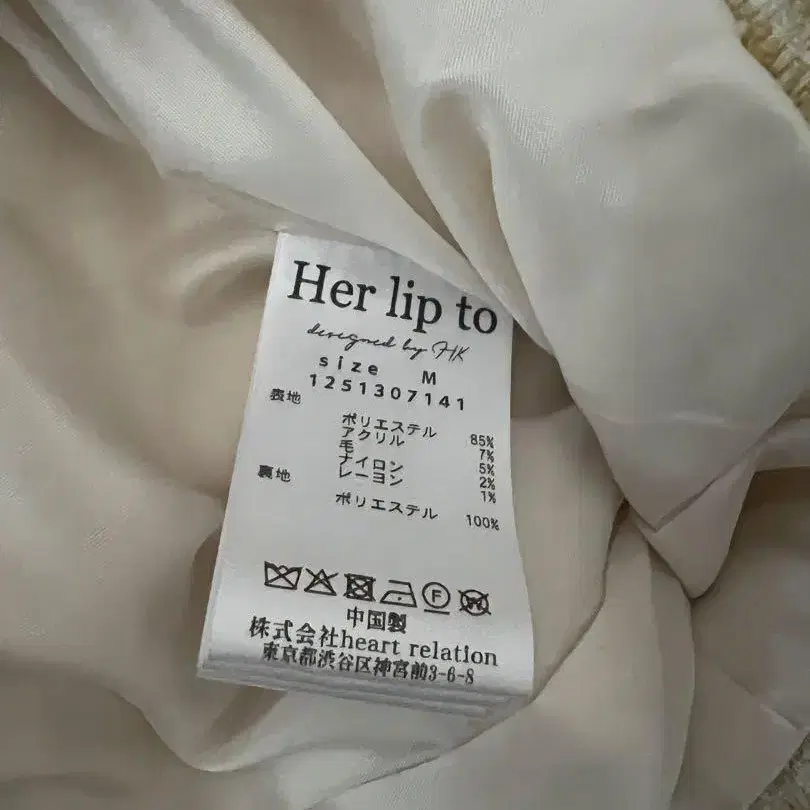 Her lip to
designed by HK
size M
1251307141
表地
ポリエステル 85%
アクリル 7%
毛 5%
ナイロン 2%
レーヨン 1%
裏地
ポリエステル 100%
F W
中国製
株式会社heart relation
東京都渋谷区神宮前3-6-8